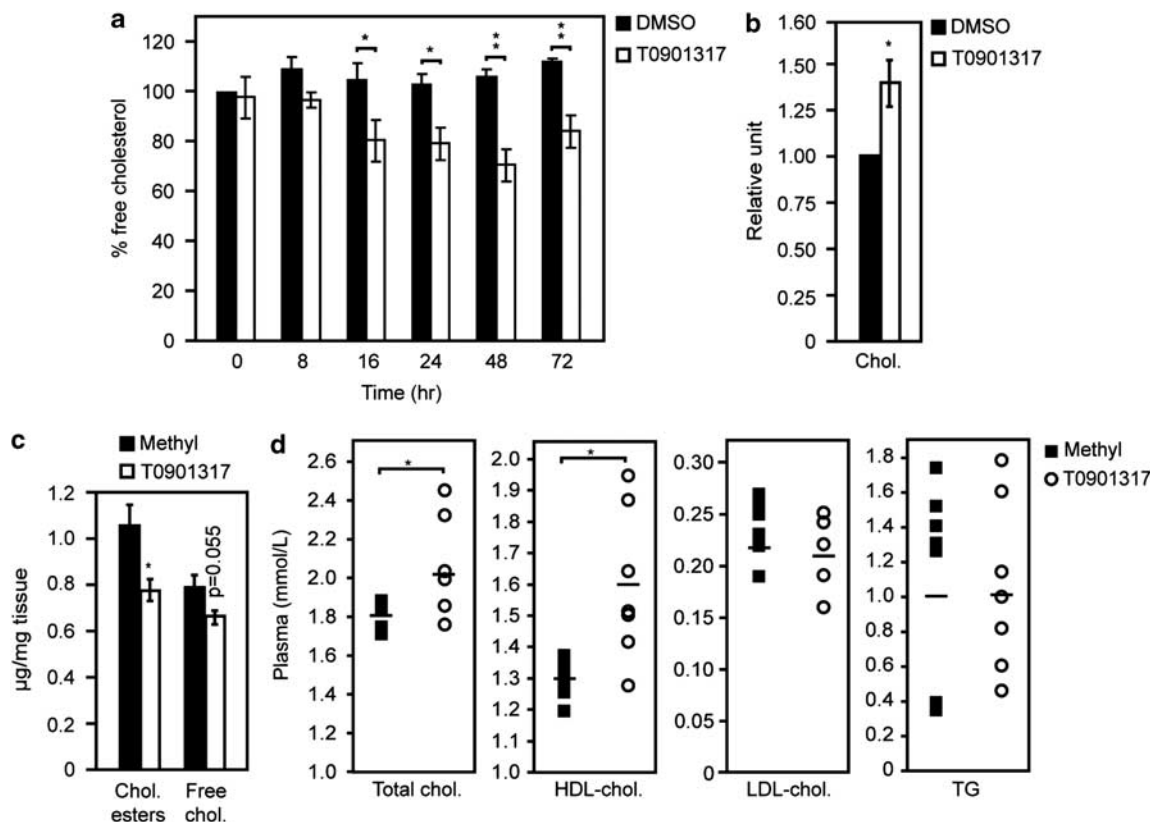 a
DMSO
T0901317
% free cholesterol
120
100
80
60
40
20
0
* * ** **
0 8 16 24 48 72
Time (hr)
b
DMSO
T0901317
Relative unit
1.60
1.50
1.25
1.00
0.75
0.50
0.25
0
*
Chol.
c
Methyl
T0901317
µg/mg tissue
1.2
1.0
0.8
0.6
0.4
0.2
0
*
p=0.055
Chol. esters
Free chol.
d
Plasma (mmol/L)
2.6
2.4
2.2
2.0
1.8
1.6
1.4
1.2
1.0
*
Total chol.
2.0
1.9
1.8
1.7
1.6
1.5
1.4
1.3
1.2
1.1
1.0
*
HDL-chol.
0.30
0.25
0.20
0.15
0.10
0.05
0
LDL-chol.
1.8
1.6
1.4
1.2
1.0
0.8
0.6
0.4
0.2
0
TG
Methyl
T0901317